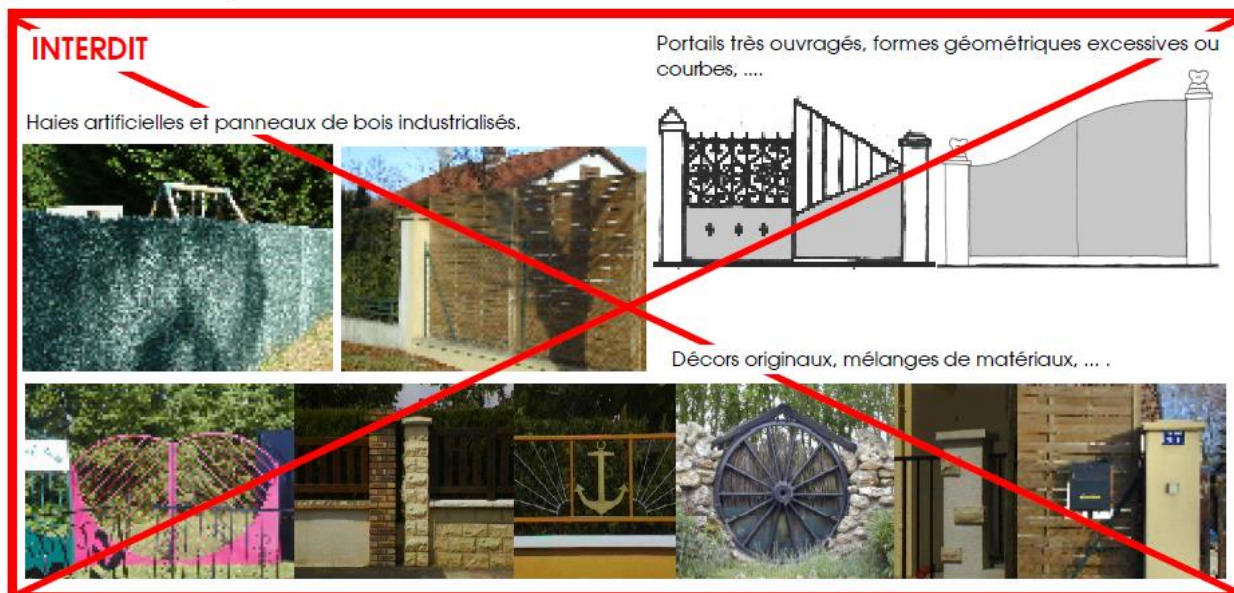 INTERDIT
Portails très ouvragés, formes géométriques excessives ou
courbes, ....
Haies artificielles et panneaux de bois industrialisés.
Décors originaux, mélanges de matériaux, ... .